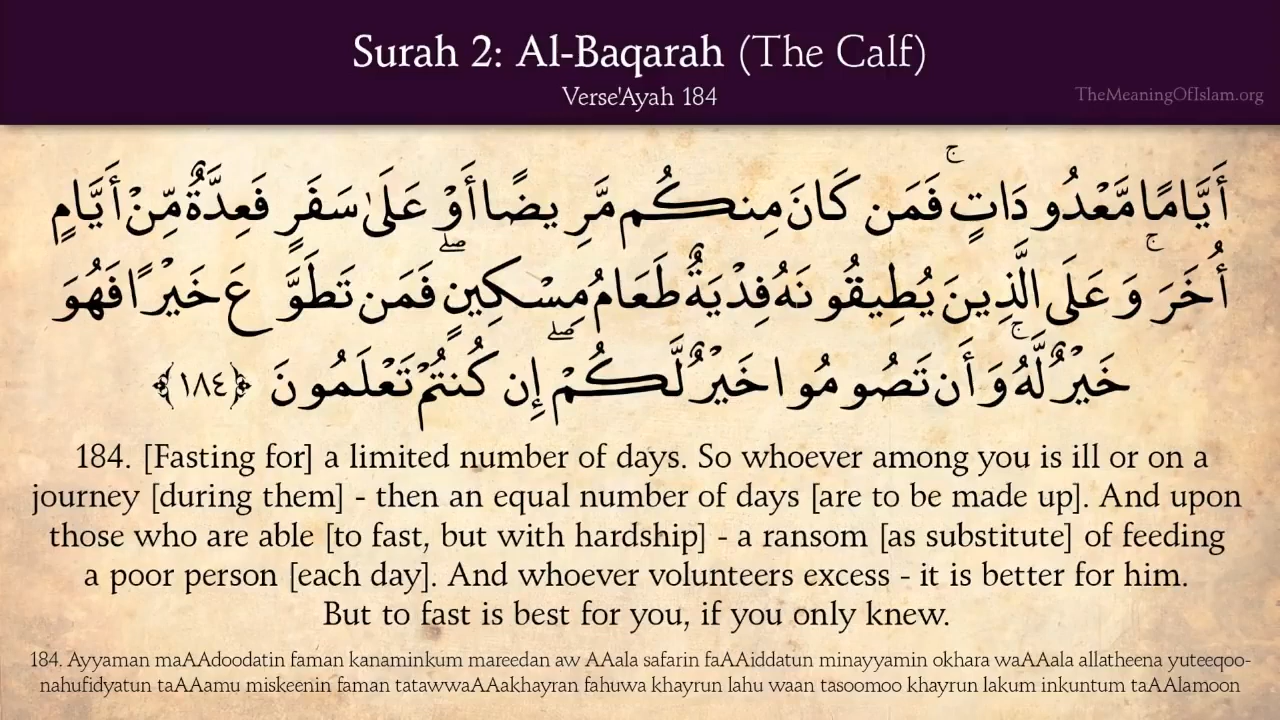 Surah 2: Al-Baqarah (The Calf)
Verse'Ayah 184
TheMeaningOfIslam.org
أَيَّامًا مَّعْدُودَاتٍ ۚ فَمَن كَانَ مِنكُم مَّرِيضًا أَوْ عَلَىٰ سَفَرٍ فَعِدَّةٌ مِّنْ أَيَّامٍ
أُخَرَ ۚ وَعَلَى الَّذِينَ يُطِيقُونَهُ فِدْيَةٌ طَعَامُ مِسْكِينٍ ۖ فَمَن تَطَوَّعَ خَيْرًا فَهُوَ
خَيْرٌ لَّهُ ۚ وَأَن تَصُومُوا خَيْرٌ لَّكُمْ ۖ إِن كُنتُمْ تَعْلَمُونَ ﴿١٨٤﴾
184. [Fasting for] a limited number of days. So whoever among you is ill or on a
journey [during them] - then an equal number of days [are to be made up]. And upon
those who are able [to fast, but with hardship] - a ransom [as substitute] of feeding
a poor person [each day]. And whoever volunteers excess - it is better for him.
But to fast is best for you, if you only knew.
184. Ayyaman maAAdoodatin faman kanaminkum mareedan aw AAala safarin faAAiddatun minayyamin okhara waAAala allatheena yuteeqoo-
nahufidyatun taAAamu miskeenin faman tatawwaAAakhayran fahuwa khayrun lahu waan tasoomoo khayrun lakum inkuntum taAAlamoon